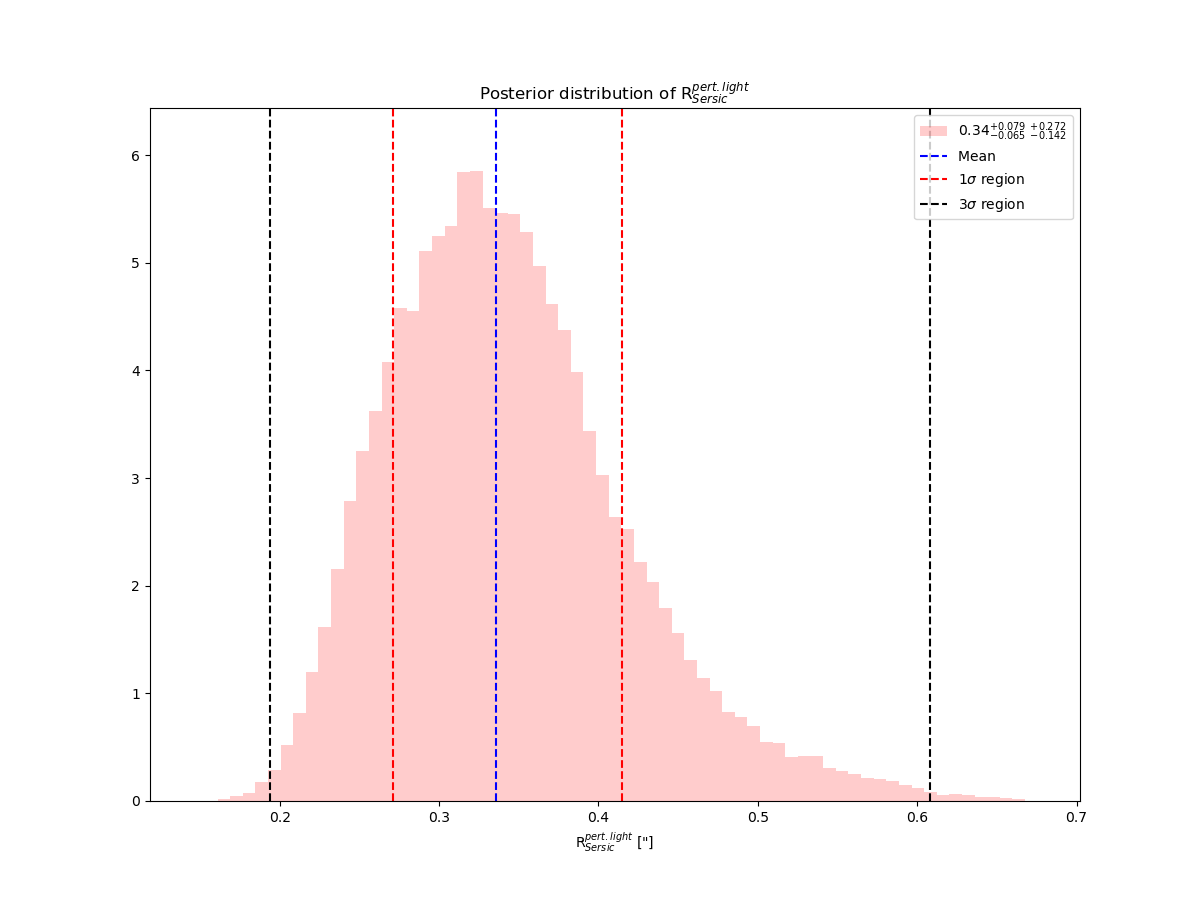 Posterior distribution of R$_{Sersic}^{pert.light}$
0.34$_{-0.065}^{+0.079}$ $_{-0.142}^{+0.272}$
Mean
1σ region
3σ region
6
5
4
3
2
1
0
0.2 0.3 0.4 0.5 0.6 0.7
R$_{Sersic}^{pert.light}$ ["]